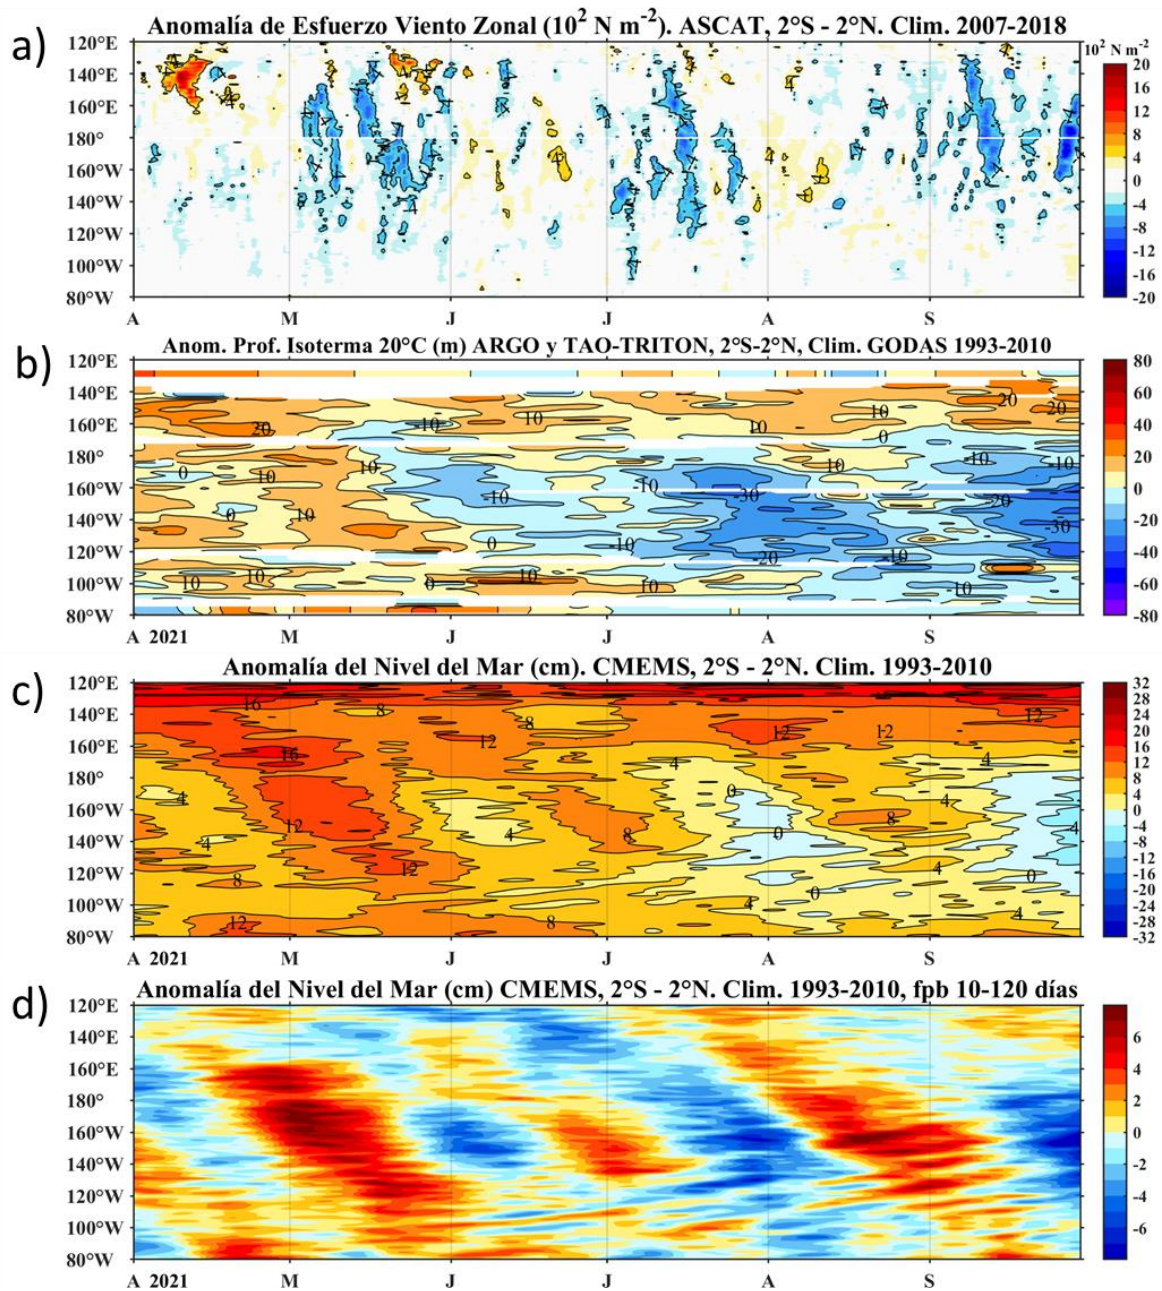 a)
Anomalía de Esfuerzo Viento Zonal (10² N m⁻²). ASCAT, 2°S - 2°N. Clim. 2007-2018
10² N m⁻²
120°E
140°E
160°E
180°
160°W
140°W
120°W
100°W
80°W
A M J J A S
20
16
12
8
4
0
-4
-8
-12
-16
-20
b)
Anom. Prof. Isoterma 20°C (m) ARGO y TAO-TRITON, 2°S-2°N, Clim. GODAS 1993-2010
120°E
140°E
160°E
180°
160°W
140°W
120°W
100°W
80°W
A 2021 M J J A S
80
60
40
20
0
-20
-40
-60
-80
c)
Anomalía del Nivel del Mar (cm). CMEMS, 2°S - 2°N. Clim. 1993-2010
120°E
140°E
160°E
180°
160°W
140°W
120°W
100°W
80°W
A 2021 M J J A S
32
28
24
20
16
12
8
4
0
-4
-8
-12
-16
-20
-24
-28
-32
d)
Anomalía del Nivel del Mar (cm) CMEMS, 2°S - 2°N. Clim. 1993-2010, fpb 10-120 días
120°E
140°E
160°E
180°
160°W
140°W
120°W
100°W
80°W
A 2021 M J J A S
6
4
2
0
-2
-4
-6